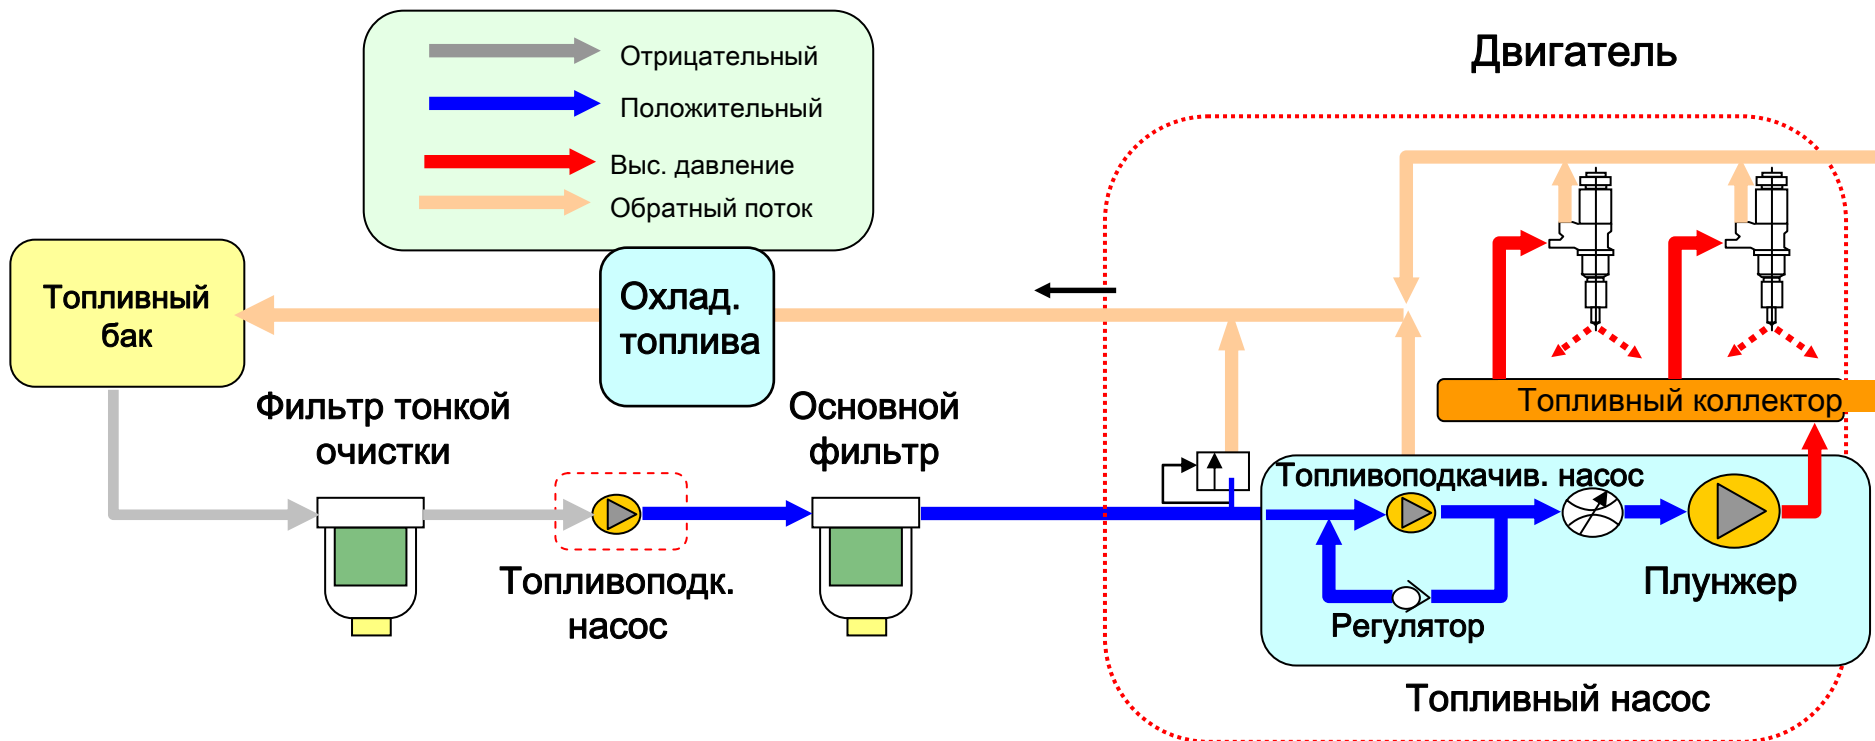 Отрицательный
Положительный
Выс. давление
Обратный поток
Двигатель
Топливный
бак
Охлад.
топлива
Фильтр тонкой
очистки
Основной
фильтр
Топливный коллектор
Топливоподкачив. насос
Топливоподк.
насос
Плунжер
Регулятор
Топливный насос